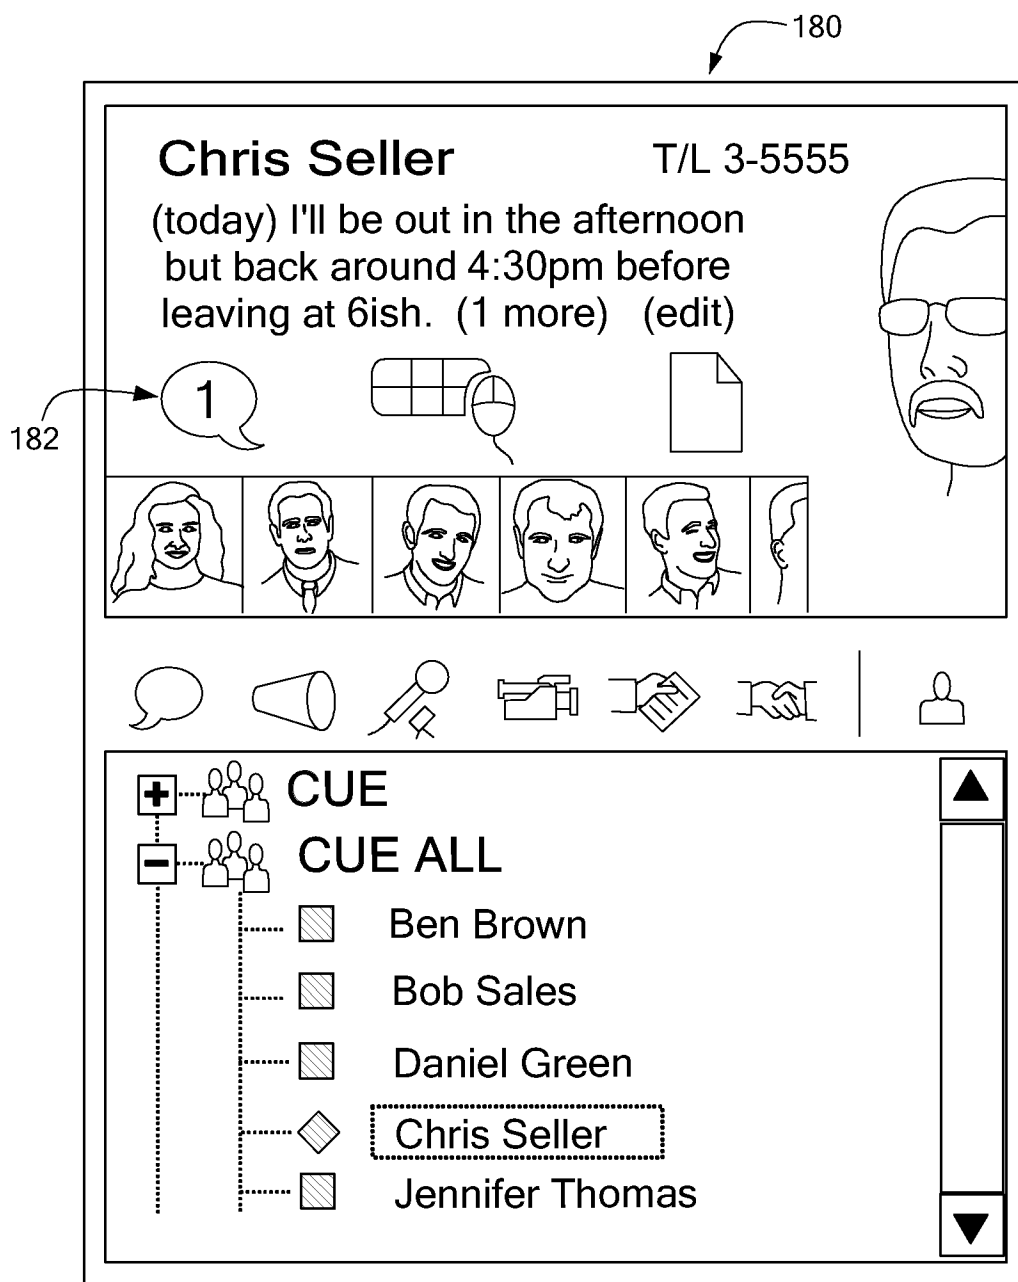 180
Chris Seller T/L 3-5555
(today) I'll be out in the afternoon
but back around 4:30pm before
leaving at 6ish. (1 more) (edit)
1
182
CUE
CUE ALL
Ben Brown
Bob Sales
Daniel Green
Chris Seller
Jennifer Thomas